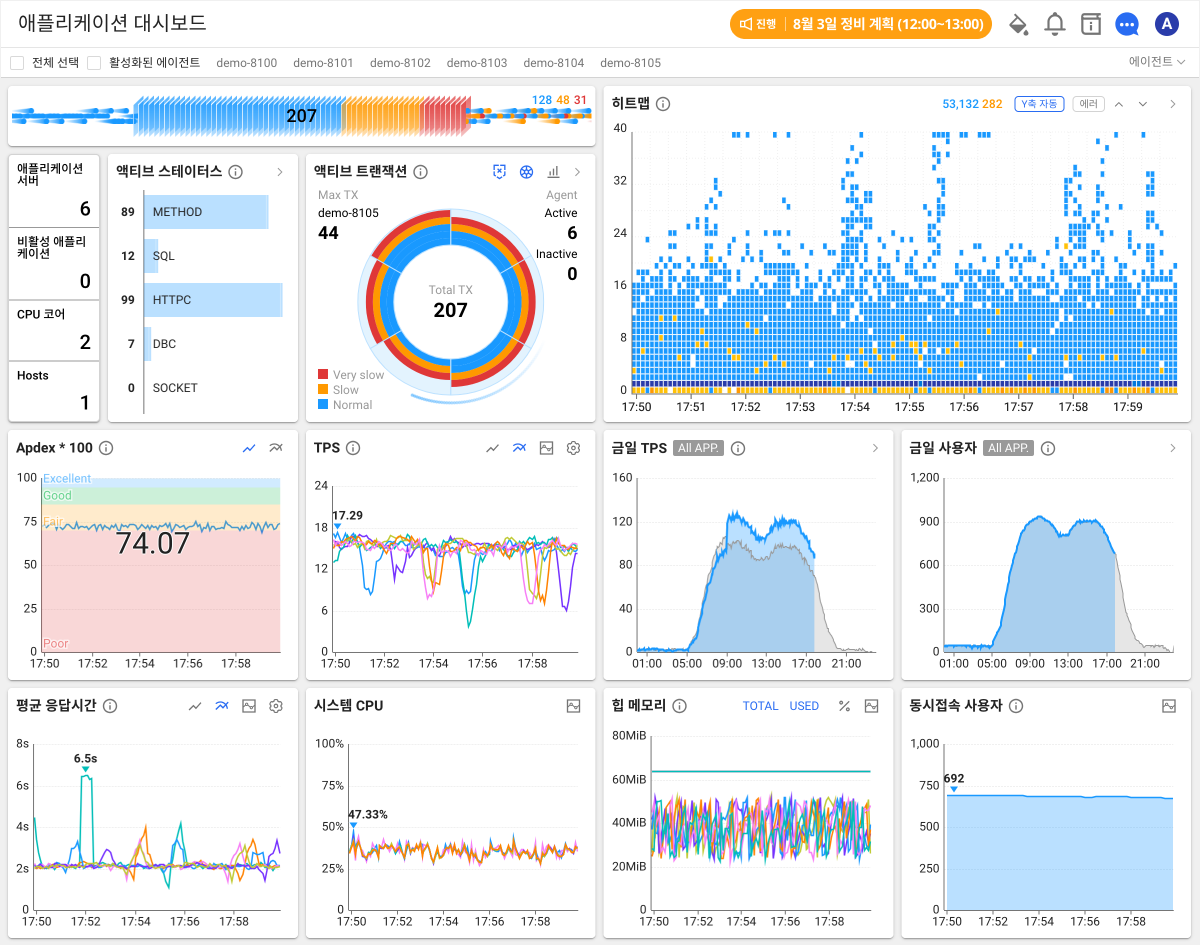 애플리케이션 대시보드
진행 8월 3일 정비 계획 (12:00~13:00)
A
전체 선택 활성화된 에이전트 demo-8100 demo-8101 demo-8102 demo-8103 demo-8104 demo-8105 에이전트
128 48 31
207
애플리케이션
서버
6
비활성 애플리
케이션
0
CPU 코어
2
Hosts
1
액티브 스테이터스
89 METHOD
12 SQL
99 HTTPC
7 DBC
0 SOCKET
액티브 트랜잭션
Max TX
demo-8105
44
Agent
Active
6
Inactive
0
Total TX
207
Very slow
Slow
Normal
히트맵
53,132 282 Y축 자동 에러
40
32
24
16
8
0
17:50 17:51 17:52 17:53 17:54 17:55 17:56 17:57 17:58 17:59
Apdex * 100
100
75
50
25
0
Excellent
Good
Fair
74.07
Poor
17:50 17:52 17:54 17:56 17:58
TPS
24
18
12
6
0
17.29
17:50 17:52 17:54 17:56 17:58
금일 TPS All APP.
160
120
80
40
0
01:00 05:00 09:00 13:00 17:00 21:00
금일 사용자 All APP.
1,200
900
600
300
0
01:00 05:00 09:00 13:00 17:00 21:00
평균 응답시간
8s
6s
4s
2s
0
6.5s
17:50 17:52 17:54 17:56 17:58
시스템 CPU
100%
75%
50%
25%
0
47.33%
17:50 17:52 17:54 17:56 17:58
힙 메모리 TOTAL USED %
80MiB
60MiB
40MiB
20MiB
0
17:50 17:52 17:54 17:56 17:58
동시접속 사용자
1,000
750
500
250
0
692
17:50 17:52 17:54 17:56 17:58